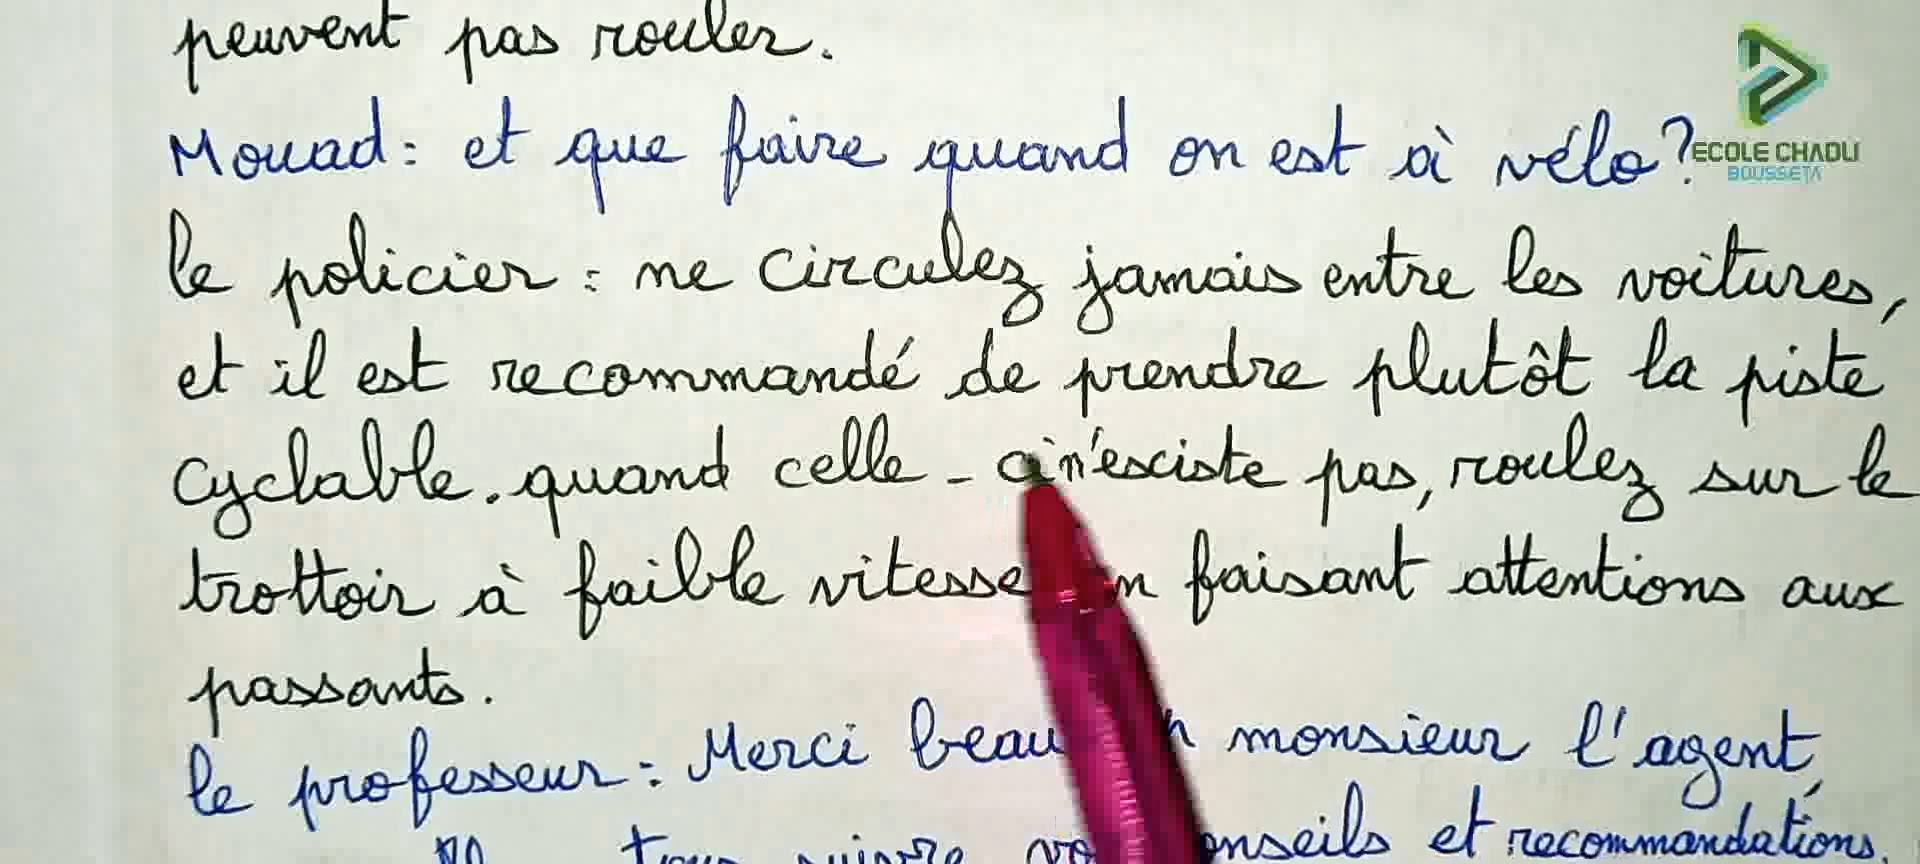 peuvent pas rouler.
Mouad: et que faire quand on est à vélo?
ECOLE CHADLI
BOUSSETA
le policier: ne circulez jamais entre les voitures,
et il est recommandé de prendre plutôt la piste
cyclable. quand celle-ci n'existe pas, roulez sur le
trottoir à faible vitesse faisant attentions aux
passants.
le professeur: Merci monsieur l'agent,
suivre et recommandations.